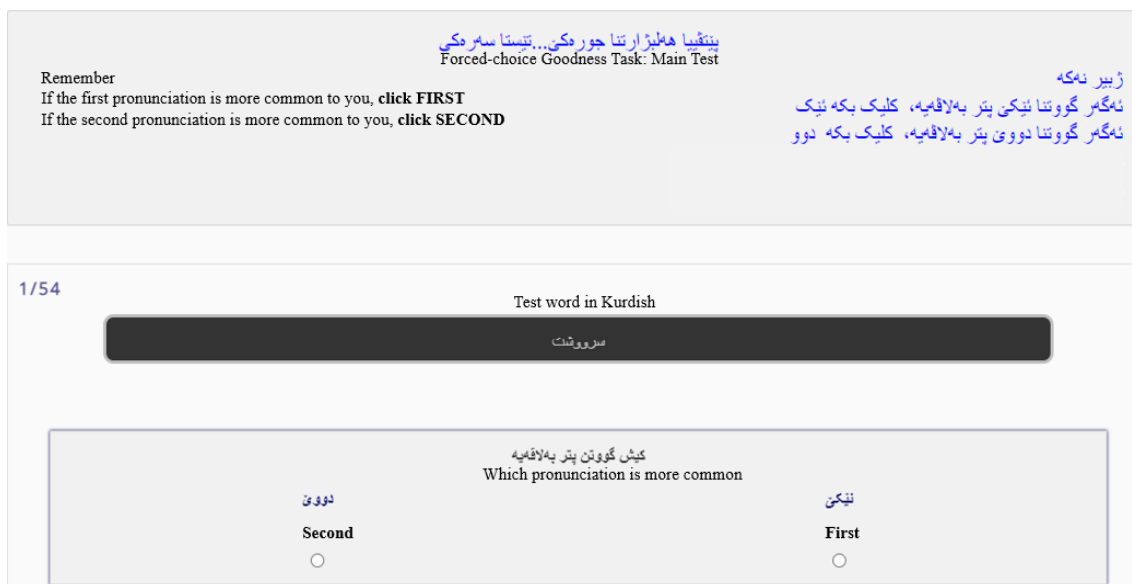 پێتڤییا هەلبژارتنا جورەکێ...تێستا سەرەکی
Forced-choice Goodness Task: Main Test
Remember
If the first pronunciation is more common to you, click FIRST
If the second pronunciation is more common to you, click SECOND
ژبیر نەکە
ئەگەر گووتنا ئێکێ پتر بەلاڤەیە، کلیک بکە ئێک
ئەگەر گووتنا دووێ پتر بەلاڤەیە، کلیک بکە دوو
1/54
Test word in Kurdish
سرووشت
کیش گووتن پتر بەلاڤەیە
Which pronunciation is more common
ئێکێ
دووێ
First
Second